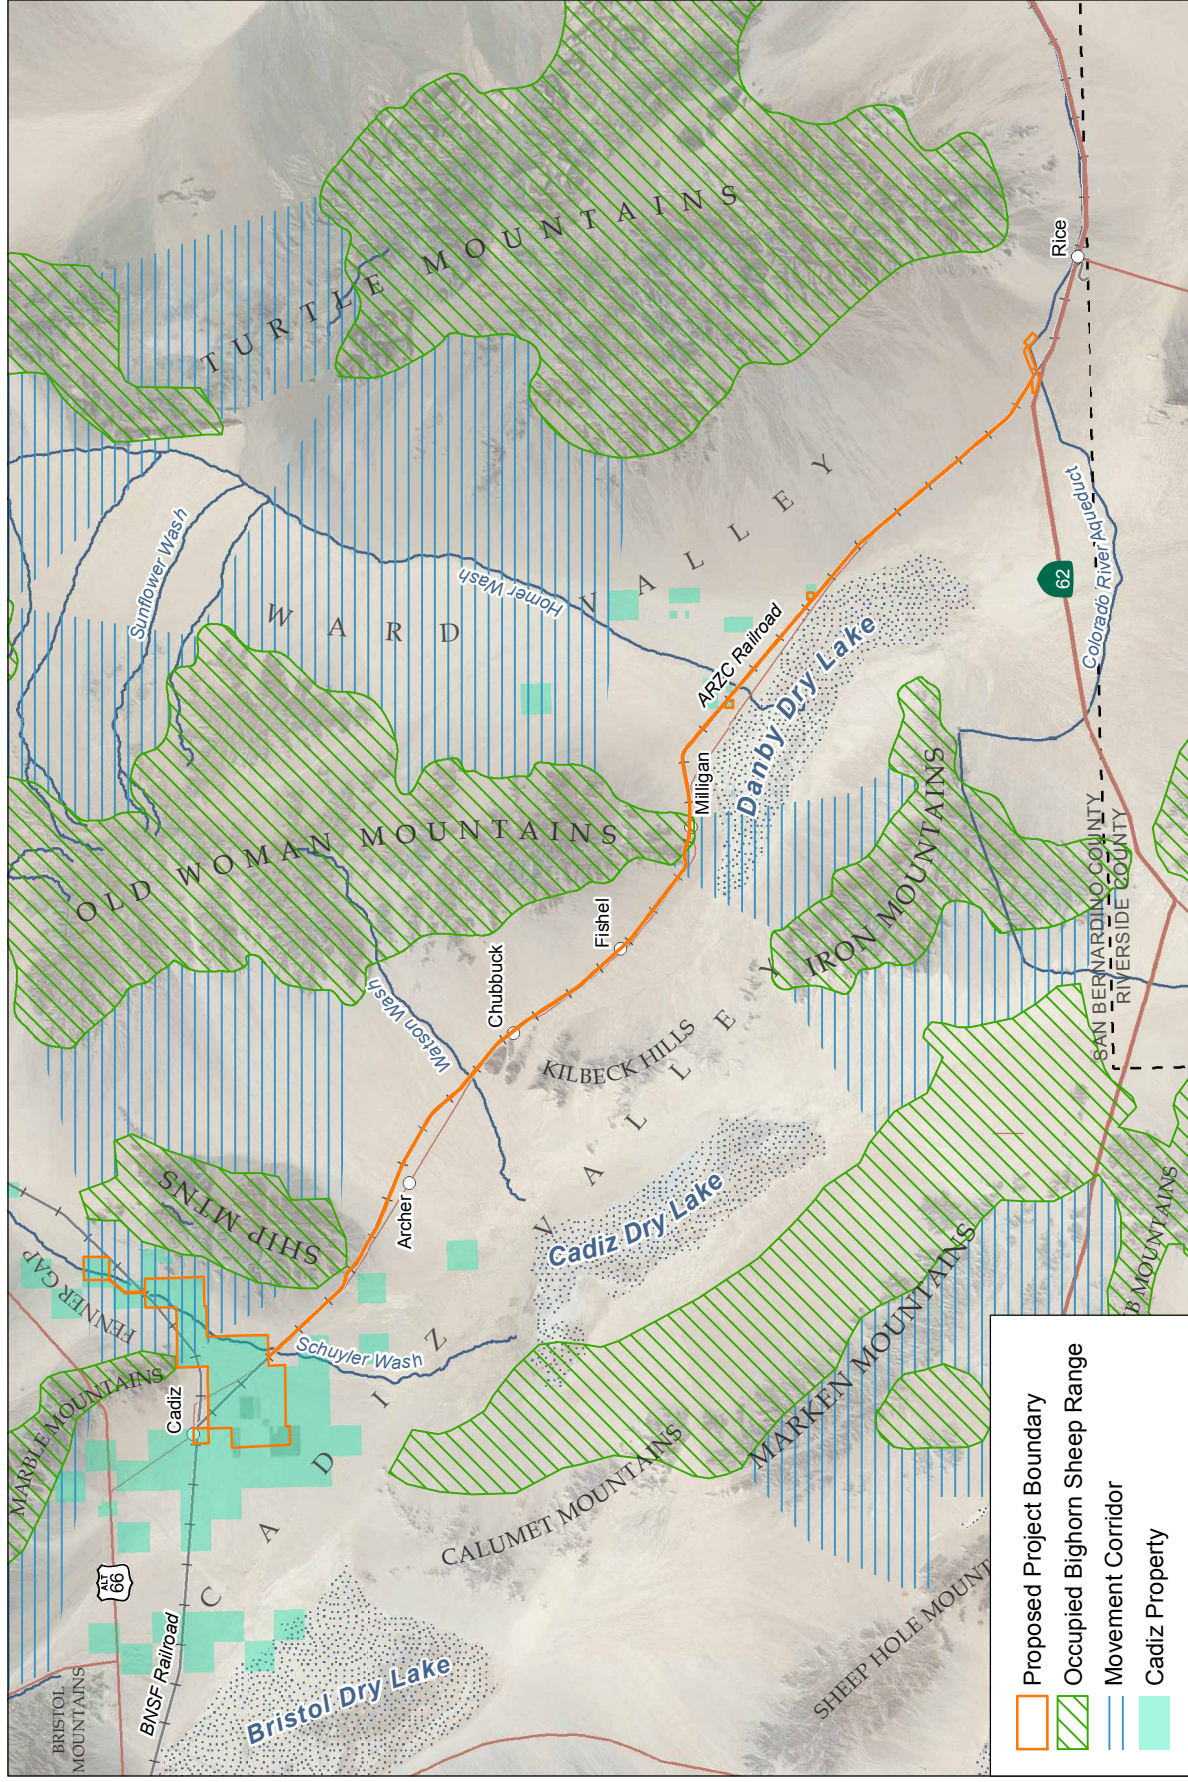 BRISTOL
MOUNTAINS
BNSF Railroad
ALT
66
MARBLE MOUNTAINS
Cadiz
FENNER GAP
SHIP MTNS
Schuyler Wash
Bristol Dry Lake
CADIZ VALLEY
Archer
Watson Wash
Chubbuck
Fishel
KILBECK HILLS
Cadiz Dry Lake
CALUMET MOUNTAINS
MARKEN MOUNTAINS
SHEEP HOLE MOUNT
B MOUNTAINS
OLD WOMAN MOUNTAINS
Sunflower Wash
Homer Wash
WARD VALLEY
TURTLE MOUNTAINS
Milligan
ARZC Railroad
Danby Dry Lake
IRON MOUNTAINS
SAN BERNARDINO COUNTY
RIVERSIDE COUNTY
62
Colorado River Aqueduct
Rice
Proposed Project Boundary
Occupied Bighorn Sheep Range
Movement Corridor
Cadiz Property